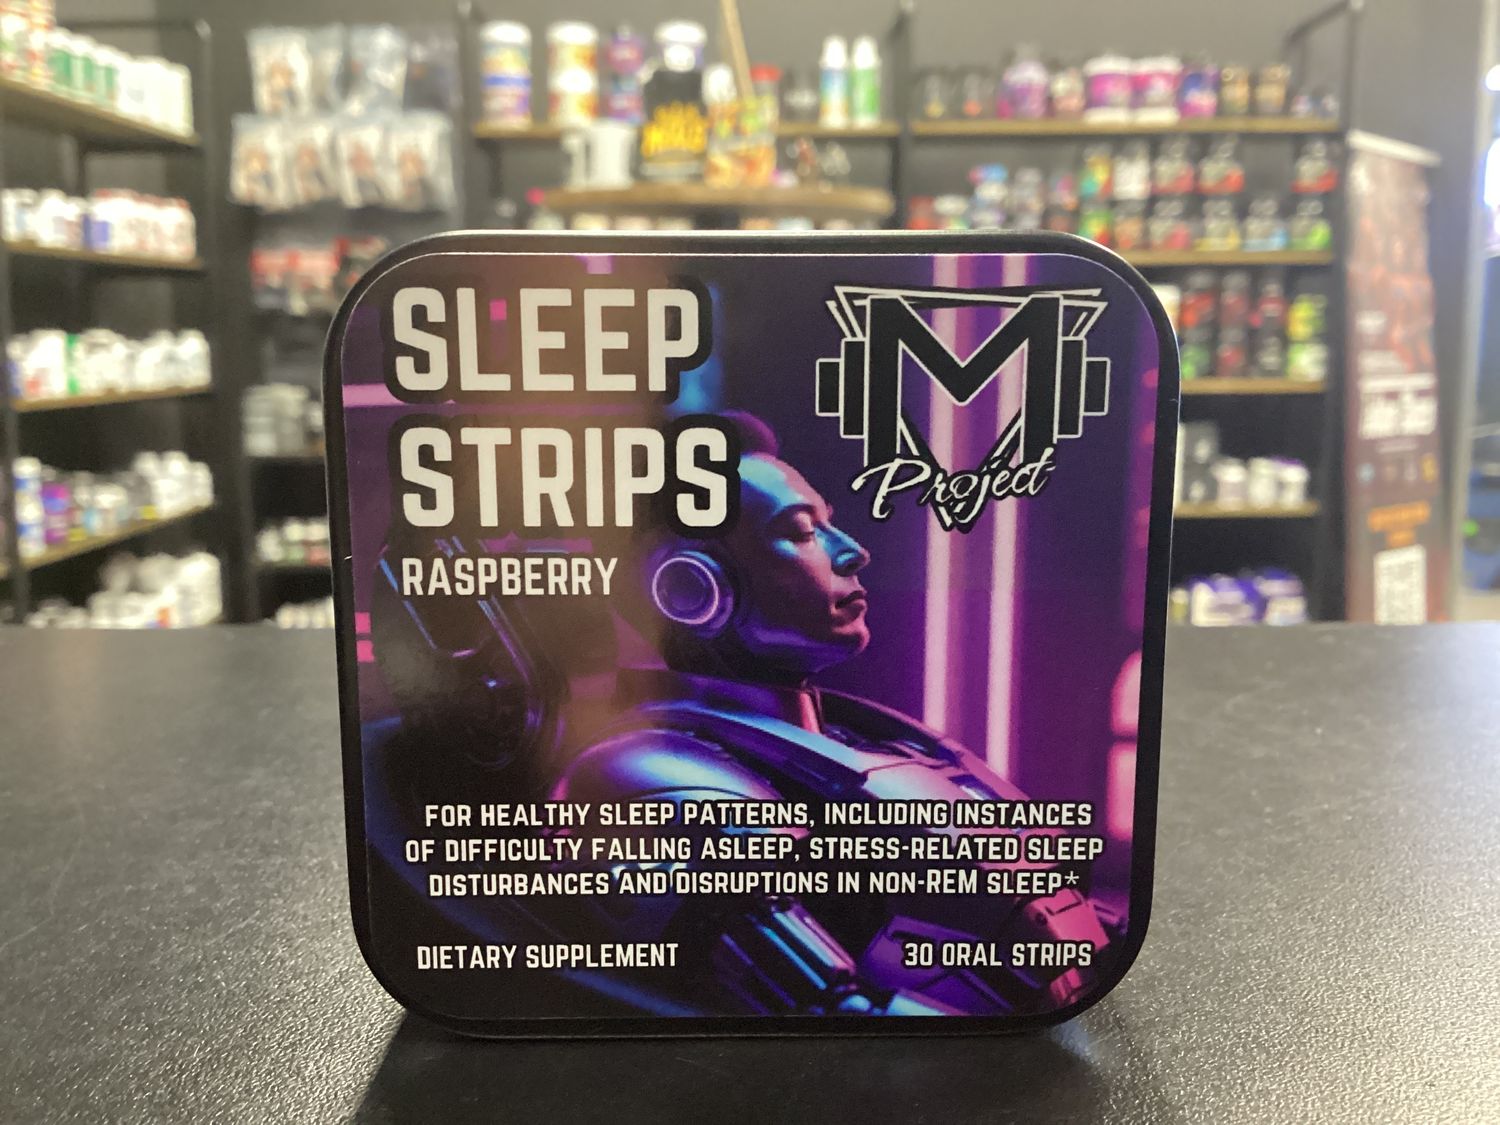 SLEEP
STRIPS
RASPBERRY
M
Project
FOR HEALTHY SLEEP PATTERNS, INCLUDING INSTANCES
OF DIFFICULTY FALLING ASLEEP, STRESS-RELATED SLEEP
DISTURBANCES AND DISRUPTIONS IN NON-REM SLEEP*
DIETARY SUPPLEMENT
30 ORAL STRIPS